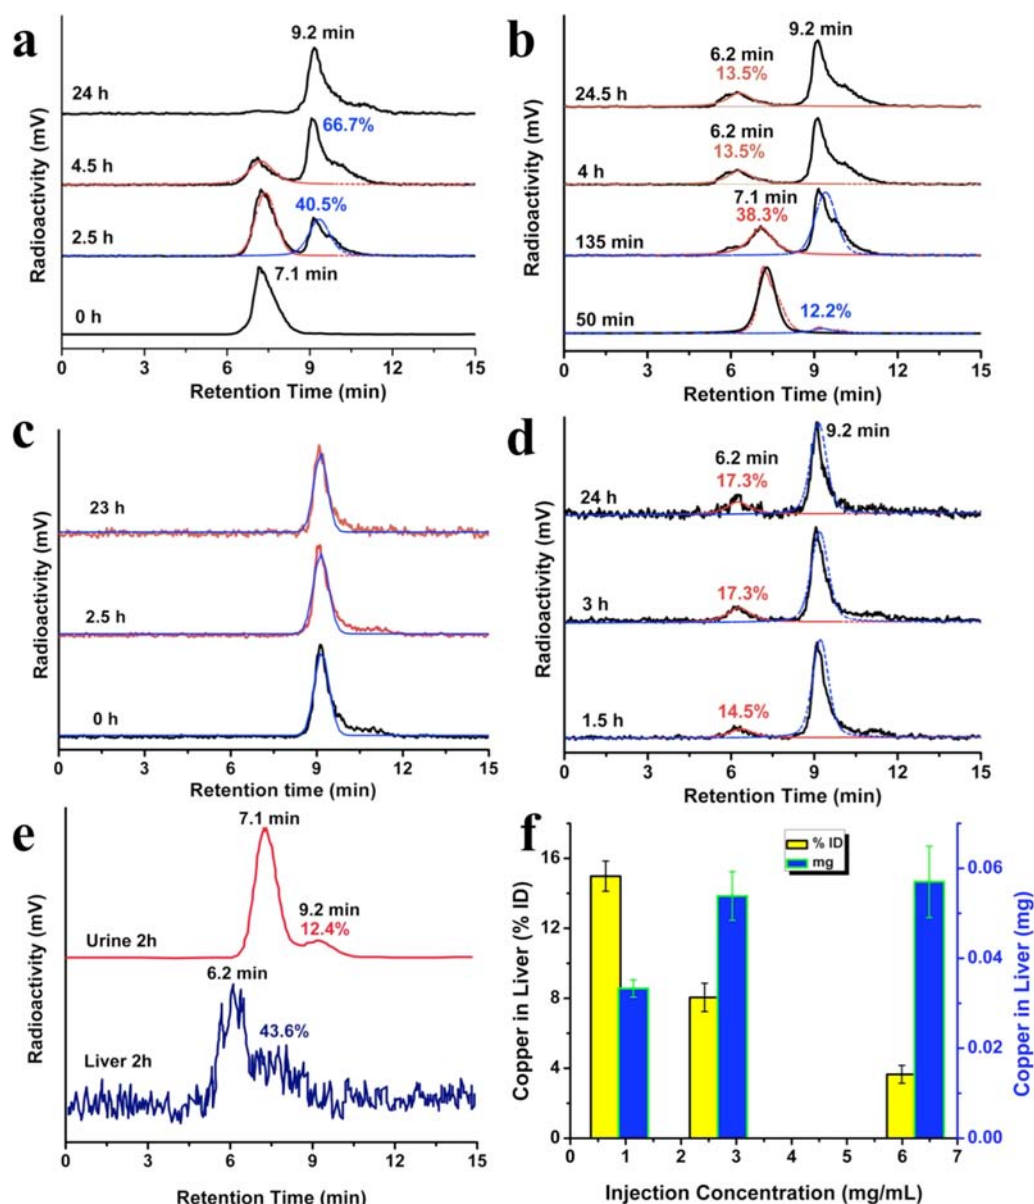 a
9.2 min
24 h
66.7%
4.5 h
40.5%
2.5 h
7.1 min
0 h
0 3 6 9 12 15
Retention Time (min)
Radioactivity (mV)
b
9.2 min
6.2 min
13.5%
24.5 h
6.2 min
13.5%
4 h
7.1 min
38.3%
135 min
12.2%
50 min
0 3 6 9 12 15
Retention Time (min)
Radioactivity (mV)
c
23 h
2.5 h
0 h
0 3 6 9 12 15
Retention time (min)
Radioactivity (mV)
d
9.2 min
6.2 min
17.3%
24 h
17.3%
3 h
14.5%
1.5 h
0 3 6 9 12 15
Retention Time (min)
Radioactivity (mV)
e
7.1 min
9.2 min
12.4%
Urine 2h
6.2 min
43.6%
Liver 2h
0 3 6 9 12 15
Retention Time (min)
Radioactivity (mV)
f
% ID
mg
16
12
8
4
0
Copper in Liver (% ID)
0.06
0.04
0.02
0.00
Copper in Liver (mg)
0 1 2 3 4 5 6 7
Injection Concentration (mg/mL)